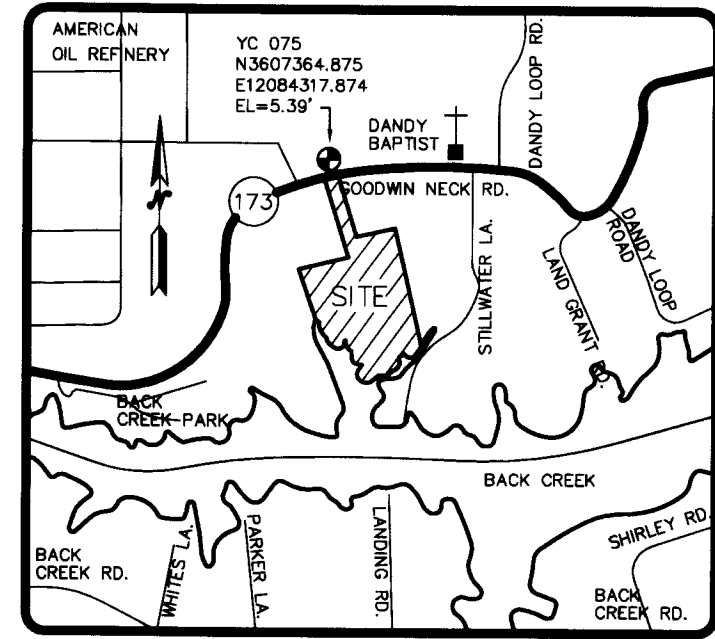 AMERICAN
OIL REFINERY
YC 075
N3607364.875
E12084317.874
EL=5.39'
DANDY
BAPTIST
DANDY LOOP RD.
N
173
GOODWIN NECK RD.
SITE
STILLWATER LA.
LAND GRANT RD.
DANDY LOOP
ROAD
BACK
CREEK PARK
BACK CREEK
BACK
CREEK RD.
WHITES LA.
PARKER LA.
LANDING RD.
SHIRLEY RD.
BACK
CREEK RD.